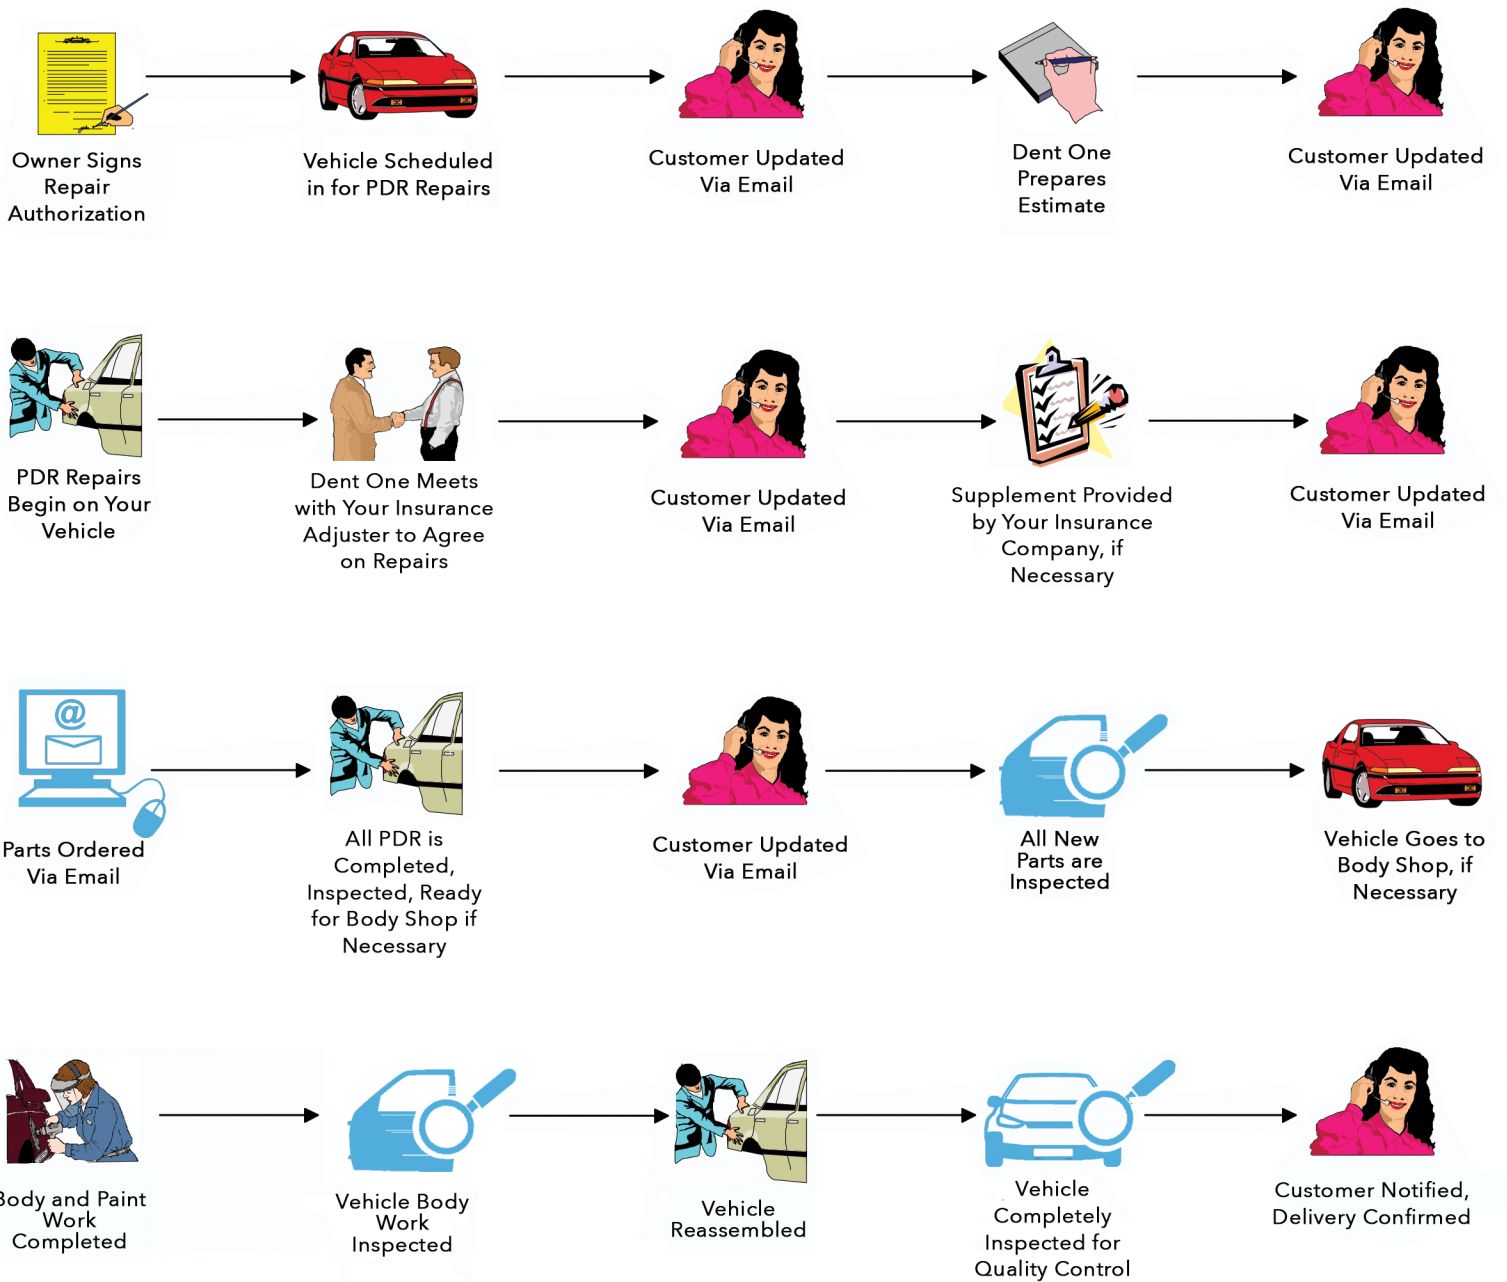 Owner Signs
Repair
Authorization
Vehicle Scheduled
in for PDR Repairs
Customer Updated
Via Email
Dent One
Prepares
Estimate
Customer Updated
Via Email
PDR Repairs
Begin on Your
Vehicle
Dent One Meets
with Your Insurance
Adjuster to Agree
on Repairs
Customer Updated
Via Email
Supplement Provided
by Your Insurance
Company, if
Necessary
Customer Updated
Via Email
@
Parts Ordered
Via Email
All PDR is
Completed,
Inspected, Ready
for Body Shop if
Necessary
Customer Updated
Via Email
All New
Parts are
Inspected
Vehicle Goes to
Body Shop, if
Necessary
Body and Paint
Work
Completed
Vehicle Body
Work
Inspected
Vehicle
Reassembled
Vehicle
Completely
Inspected for
Quality Control
Customer Notified,
Delivery Confirmed